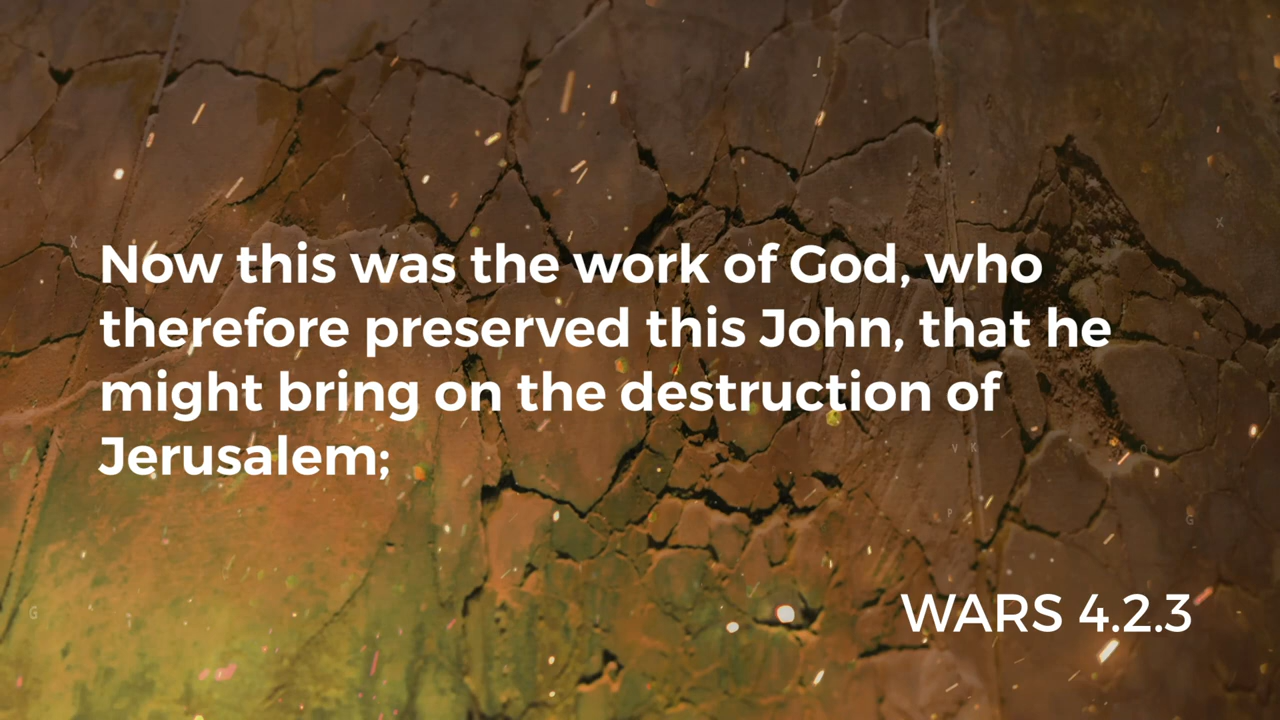 Now this was the work of God, who
therefore preserved this John, that he
might bring on the destruction of
Jerusalem;
WARS 4.2.3